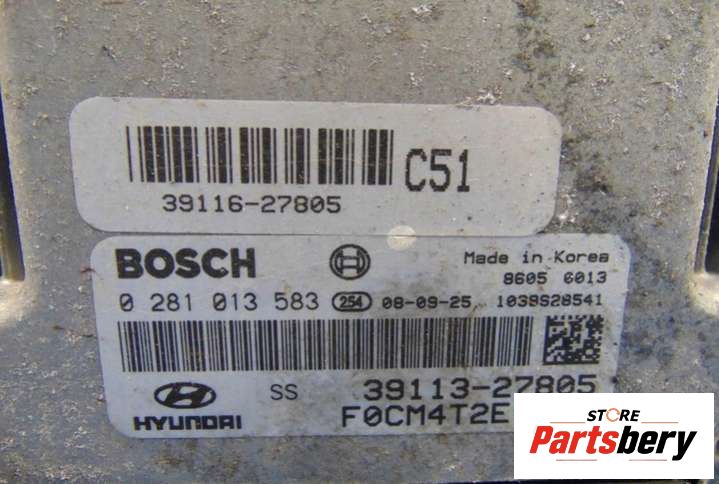 C51
39116-27805
BOSCH
Made in Korea
8605 6013
0 281 013 583 254 08-09-25 1039S28541
SS 39113-27805
HYUNDAI F0CM4T2E
STORE
Partsbery